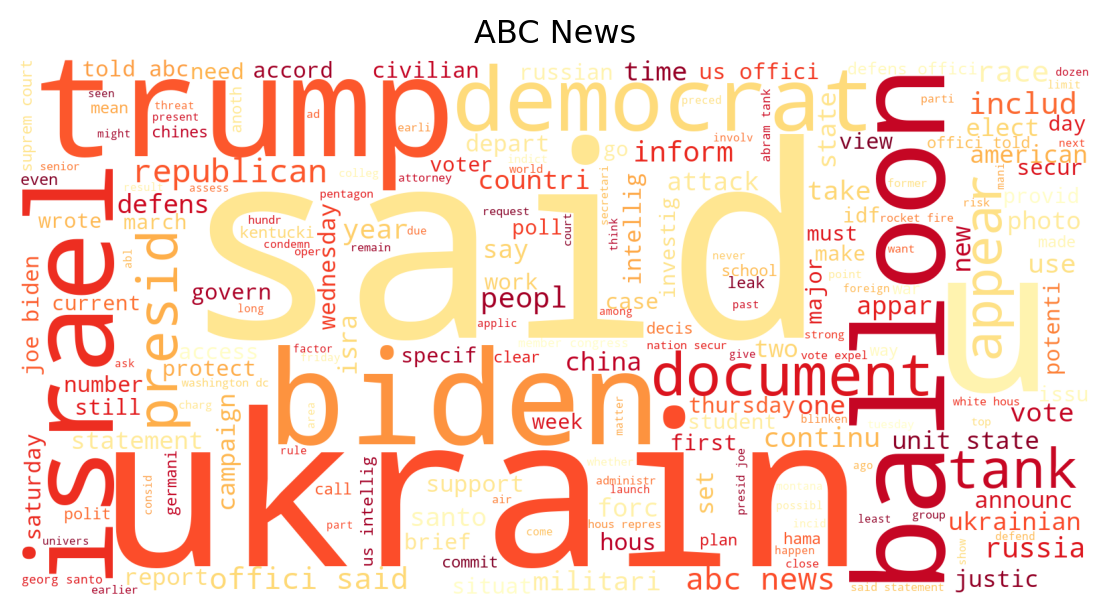 ABC News
suprem court
told abc
need
accord
civilian
russian
time
us offici
defens offici
race
dozen
seen
mean
threat
present
anoth
ad
trump
democrat
preced
limit
parti
includ
might
chines
earli
depart
go
involv
abram tank
state
view
elect
offici told
day
next
even
senior
republican
voter
inform
american
secur
result
assess
colleg
attorney
indic
world
countri
secretari
attack
take
former
mani
risk
provid
israel
wrote
march
defens
pentagon
said
request
poll
court
think
intellig
investig
idf
rocket fire
photo
presid
hundr
kentucki
condemn
oper
year
due
remain
wednesday
say
never
must
make
want
new
appear
made
use
joe biden
current
abl
govern
long
isra
work
peopl
school
leak
case
past
major
point
foreign
appar
balloon
u
potenti
applic
among
decis
strong
ask
number
access
protect
factor
friday
specif
clear
china
nation secur
give
two
vote expel
way
issu
still
washington dc
charg
biden
document
white hous
statement
campaign
area
week
matter
first
thursday
one
student
blinken
top
vote
saturday
germani
consid
rule
ukrain
continu
unit state
tank
polit
call
us intellig
support
whether
administr
launch
set
presid joe
montana
possibl
ago
announc
univers
part
santo
brief
air
come
forc
hous repres
hous
plan
incid
hama
happen
close
least
group
ukrainian
defend
show
russia
georg santo
earlier
report
offici said
commit
situat
militari
abc news
said statement
justic